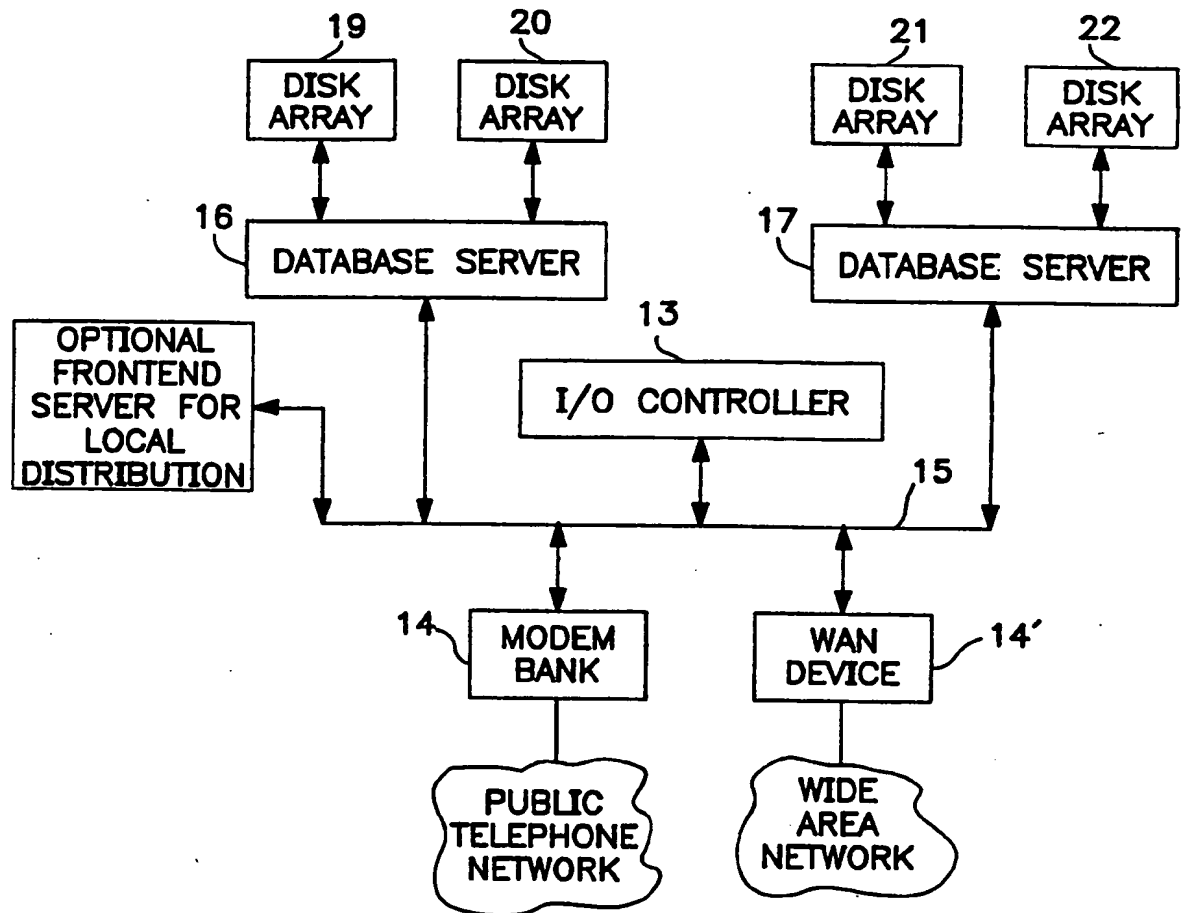 19
20
21
22
DISK
ARRAY
DISK
ARRAY
DISK
ARRAY
DISK
ARRAY
16
DATABASE SERVER
17
DATABASE SERVER
OPTIONAL
FRONTEND
SERVER FOR
LOCAL
DISTRIBUTION
13
I/O CONTROLLER
15
14
MODEM
BANK
WAN
DEVICE
14′
PUBLIC
TELEPHONE
NETWORK
WIDE
AREA
NETWORK